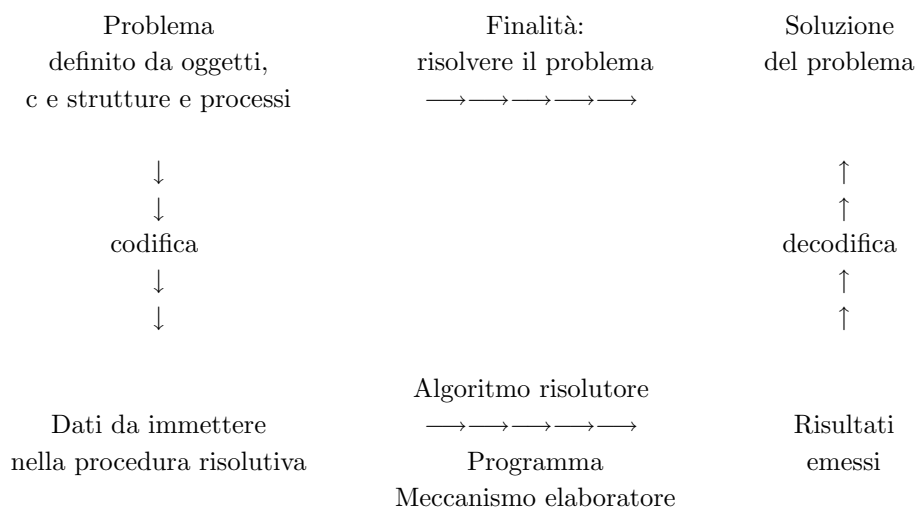 Problema
definito da oggetti,
c e strutture e processi
Finalità:
risolvere il problema
→→→→→
Soluzione
del problema
↓
↓
codifica
↓
↓
↑
↑
decodifica
↑
↑
Dati da immettere
nella procedura risolutiva
Algoritmo risolutore
→→→→→
Programma
Meccanismo elaboratore
Risultati
emessi